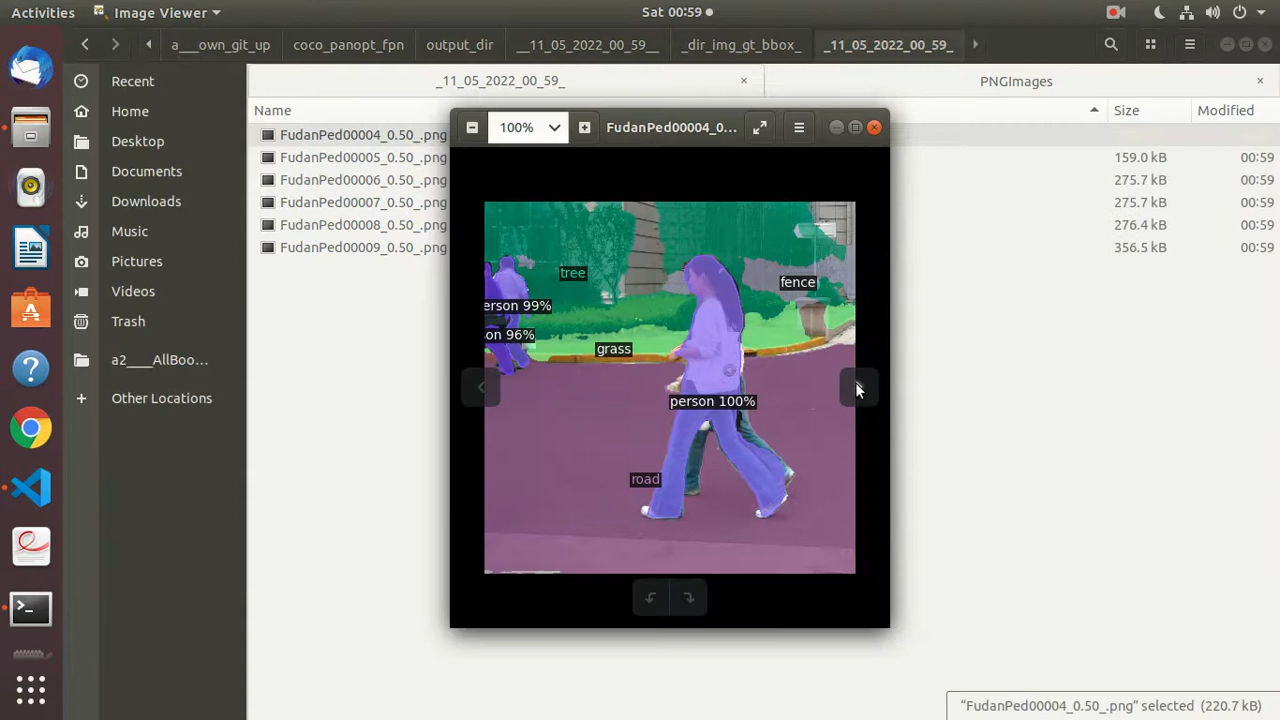 Activities Image Viewer Sat 00:59
a___own_git_up coco_panopt_fpn output_dir __11_05_2022_00_59__ _dir_img_gt_bbox_ _11_05_2022_00_59_
Recent
Home
Desktop
Documents
Downloads
Music
Pictures
Videos
Trash
a2____AllBoo…
Other Locations
_11_05_2022_00_59_ PNGImages
Name Size Modified
FudanPed00004_0.50_.png
FudanPed00005_0.50_.png 159.0 kB 00:59
FudanPed00006_0.50_.png 275.7 kB 00:59
FudanPed00007_0.50_.png 275.7 kB 00:59
FudanPed00008_0.50_.png 276.4 kB 00:59
FudanPed00009_0.50_.png 356.5 kB 00:59
100% FudanPed00004_0…
tree
fence
erson 99%
on 96%
grass
person 100%
road
“FudanPed00004_0.50_.png” selected (220.7 kB)